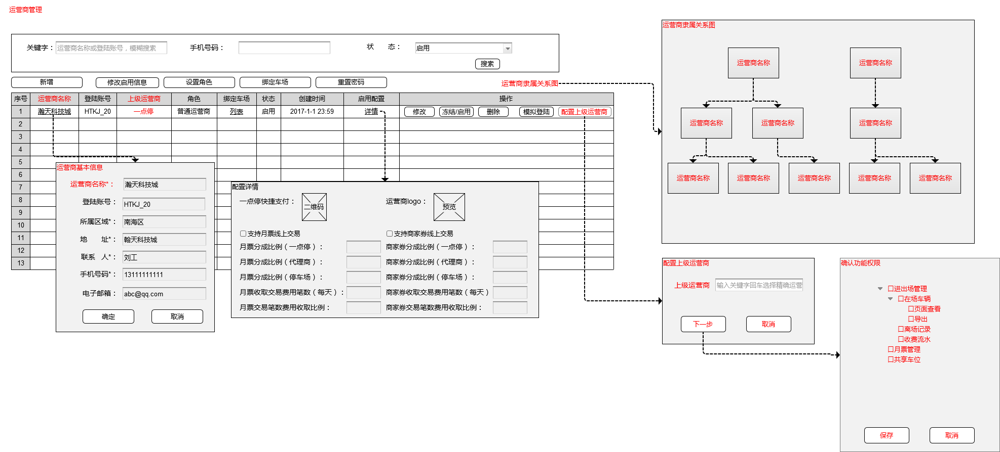 运营商管理
关键字： 运营商名称或登陆账号，模糊搜索 手机号码： 状 态： 启用
搜索
新增 修改启用信息 设置角色 绑定车场 重置密码
运营商隶属关系图
序号 运营商名称 登陆账号 上级运营商 角色 绑定车场 状态 创建时间 启用配置 操作
1 瀚天科技城 HTKJ_20 一点停 普通运营商 列表 启用 2017-1-1 23:59 详情 修改 冻结/启用 删除 模拟登陆 配置上级运营商
2
3
4
5
6
7
8
9
10
11
12
13
运营商基本信息
运营商名称*： 瀚天科技城
登陆账号： HTKJ_20
所属区域*： 南海区
地 址*： 翰天科技城
联系 人*： 刘工
手机号码*： 13111111111
电子邮箱： abc@qq.com
确定 取消
配置详情
一点停快捷支付： 二维码 运营商logo： 预览
支持月票线上交易 支持商家券线上交易
月票分成比例（一点停）： 商家券分成比例（一点停）：
月票分成比例（代理商）： 商家券分成比例（代理商）：
月票分成比例（停车场）： 商家券分成比例（停车场）：
月票收取交易费用笔数（每天）： 商家券收取交易费用笔数（每天）
月票交易笔数费用收取比例： 商家券交易笔数费用收取比例：
运营商隶属关系图
运营商名称 运营商名称
运营商名称 运营商名称 运营商名称
运营商名称 运营商名称 运营商名称 运营商名称 运营商名称
配置上级运营商
上级运营商 输入关键字回车选择精确运营
下一步 取消
确认功能权限
进出场管理
在场车辆
页面查看
导出
离场记录
收费流水
月票管理
共享车位
保存 取消